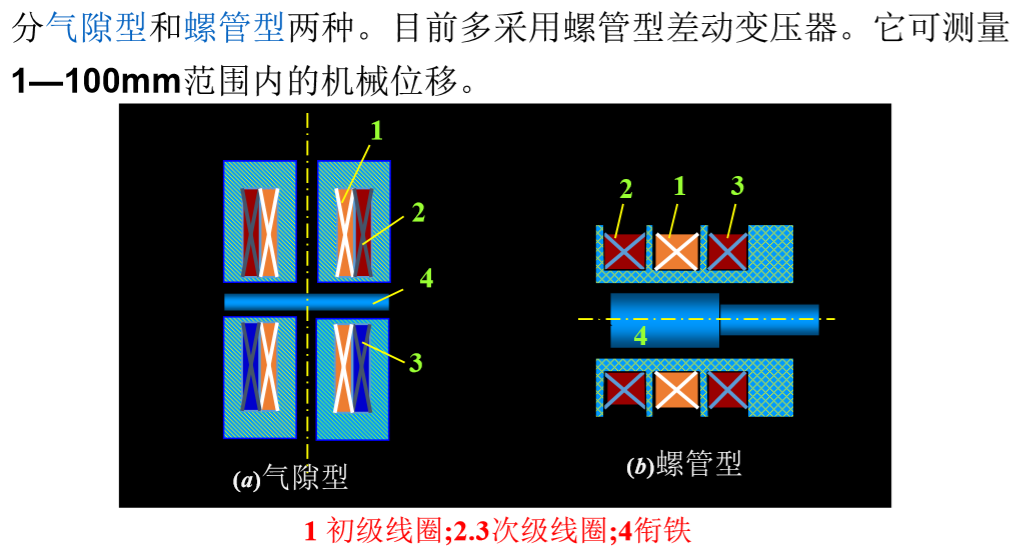 分气隙型和螺管型两种。目前多采用螺管型差动变压器。它可测量
1—100mm范围内的机械位移。
1
2
4
3
(a)气隙型
2 1 3
4
(b)螺管型
1 初级线圈;2.3次级线圈;4衔铁